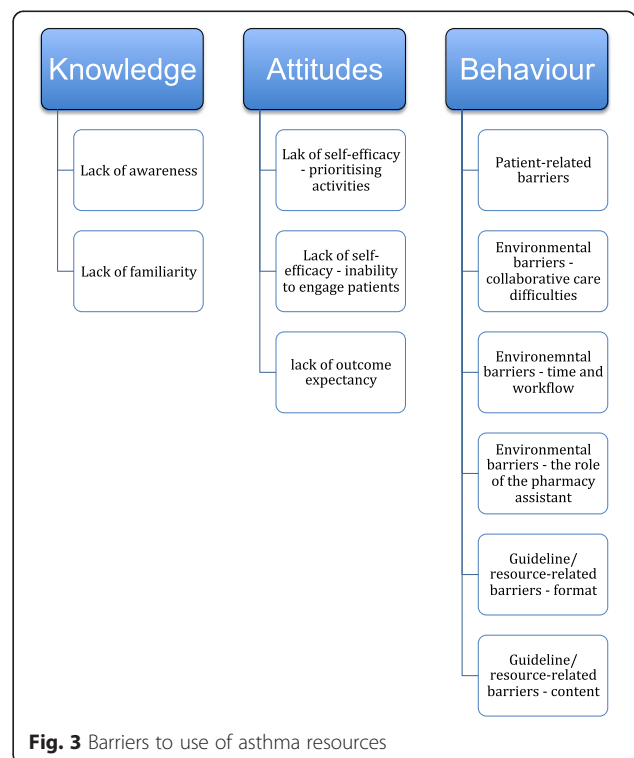 Knowledge
Lack of awareness
Lack of familiarity
Attitudes
Lak of self-efficacy
- prioritising
activities
Lack of self-
efficacy - inability
to engage patients
lack of outcome
expectancy
Behaviour
Patient-related
barriers
Environmental
barriers -
collaborative care
difficulties
Environemntal
barriers - time and
workflow
Environmental
barriers - the role
of the pharmacy
assistant
Guideline/
resource-related
barriers - format
Guideline/
resource-related
barriers - content
Fig. 3 Barriers to use of asthma resources